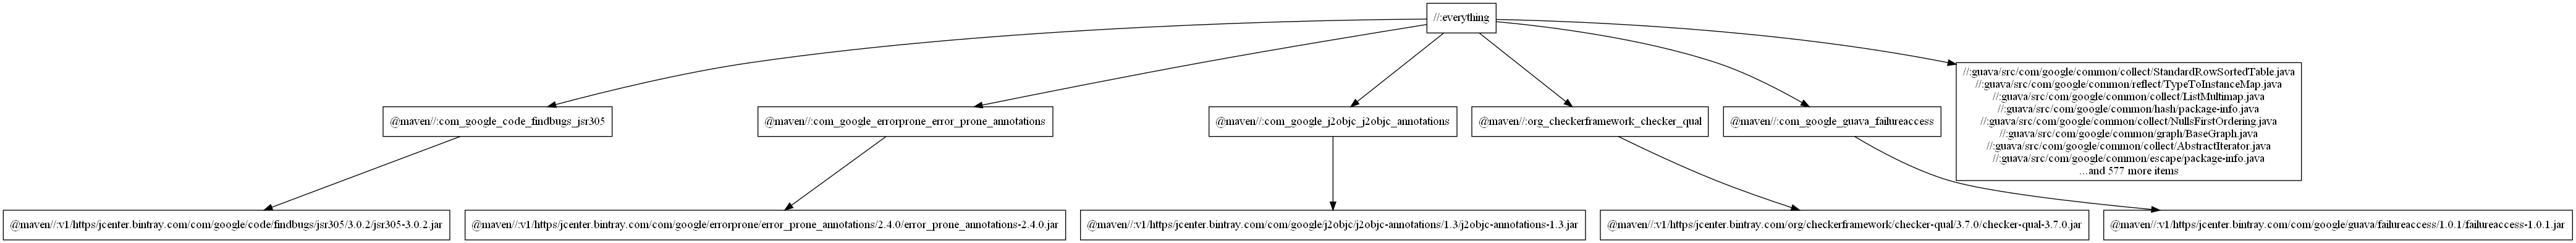 //:everything
//:guava/src/com/google/common/collect/StandardRowSortedTable.java
//:guava/src/com/google/common/reflect/TypeToInstanceMap.java
//:guava/src/com/google/common/collect/ListMultimap.java
//:guava/src/com/google/common/hash/package-info.java
//:guava/src/com/google/common/collect/NullsFirstOrdering.java
//:guava/src/com/google/common/graph/BaseGraph.java
//:guava/src/com/google/common/collect/AbstractIterator.java
//:guava/src/com/google/common/escape/package-info.java
...and 577 more items
@maven//:com_google_code_findbugs_jsr305
@maven//:com_google_errorprone_error_prone_annotations
@maven//:com_google_j2objc_j2objc_annotations
@maven//:org_checkerframework_checker_qual
@maven//:com_google_guava_failureaccess
@maven//:v1/https/jcenter.bintray.com/com/google/code/findbugs/jsr305/3.0.2/jsr305-3.0.2.jar
@maven//:v1/https/jcenter.bintray.com/com/google/errorprone/error_prone_annotations/2.4.0/error_prone_annotations-2.4.0.jar
@maven//:v1/https/jcenter.bintray.com/com/google/j2objc/j2objc-annotations/1.3/j2objc-annotations-1.3.jar
@maven//:v1/https/jcenter.bintray.com/org/checkerframework/checker-qual/3.7.0/checker-qual-3.7.0.jar
@maven//:v1/https/jcenter.bintray.com/com/google/guava/failureaccess/1.0.1/failureaccess-1.0.1.jar